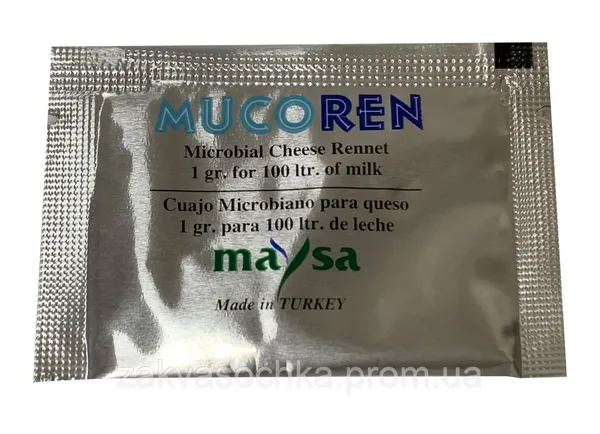 MUCOREN
Microbial Cheese Rennet
1 gr. for 100 ltr. of milk
Cuajo Microbiano para queso
1 gr. para 100 ltr. de leche
maysa
Made in TURKEY
zakvasochka.prom.ua